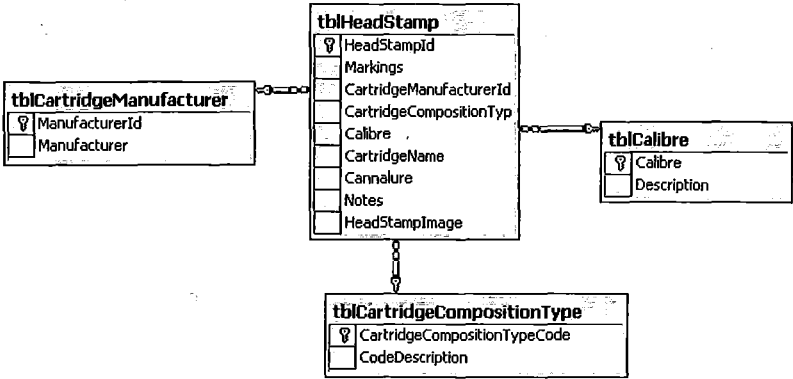 tblHeadStamp
HeadStampId
Markings
CartridgeManufacturerId
CartridgeCompositionTyp
Calibre
CartridgeName
Cannalure
Notes
HeadStampImage
tblCartridgeManufacturer
ManufacturerId
Manufacturer
tblCalibre
Calibre
Description
tblCartridgeCompositionType
CartridgeCompositionTypeCode
CodeDescription